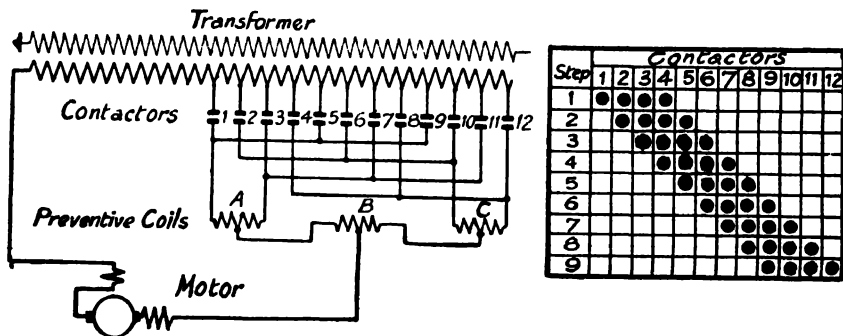 Transformer
Contactors
1 2 3 4 5 6 7 8 9 10 11 12
A B C
Preventive Coils
Motor
Contactors
Step 1 2 3 4 5 6 7 8 9 10 11 12
1
2
3
4
5
6
7
8
9